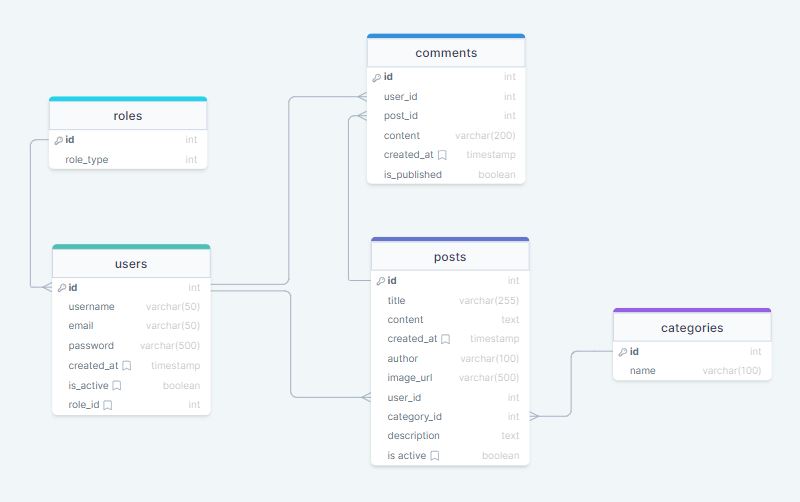 comments
id int
user_id int
post_id int
content varchar(200)
created_at timestamp
is_published boolean
roles
id int
role_type int
users
id int
username varchar(50)
email varchar(50)
password varchar(500)
created_at timestamp
is_active boolean
role_id int
posts
id int
title varchar(255)
content text
created_at timestamp
author varchar(100)
image_url varchar(500)
user_id int
category_id int
description text
is active boolean
categories
id int
name varchar(100)